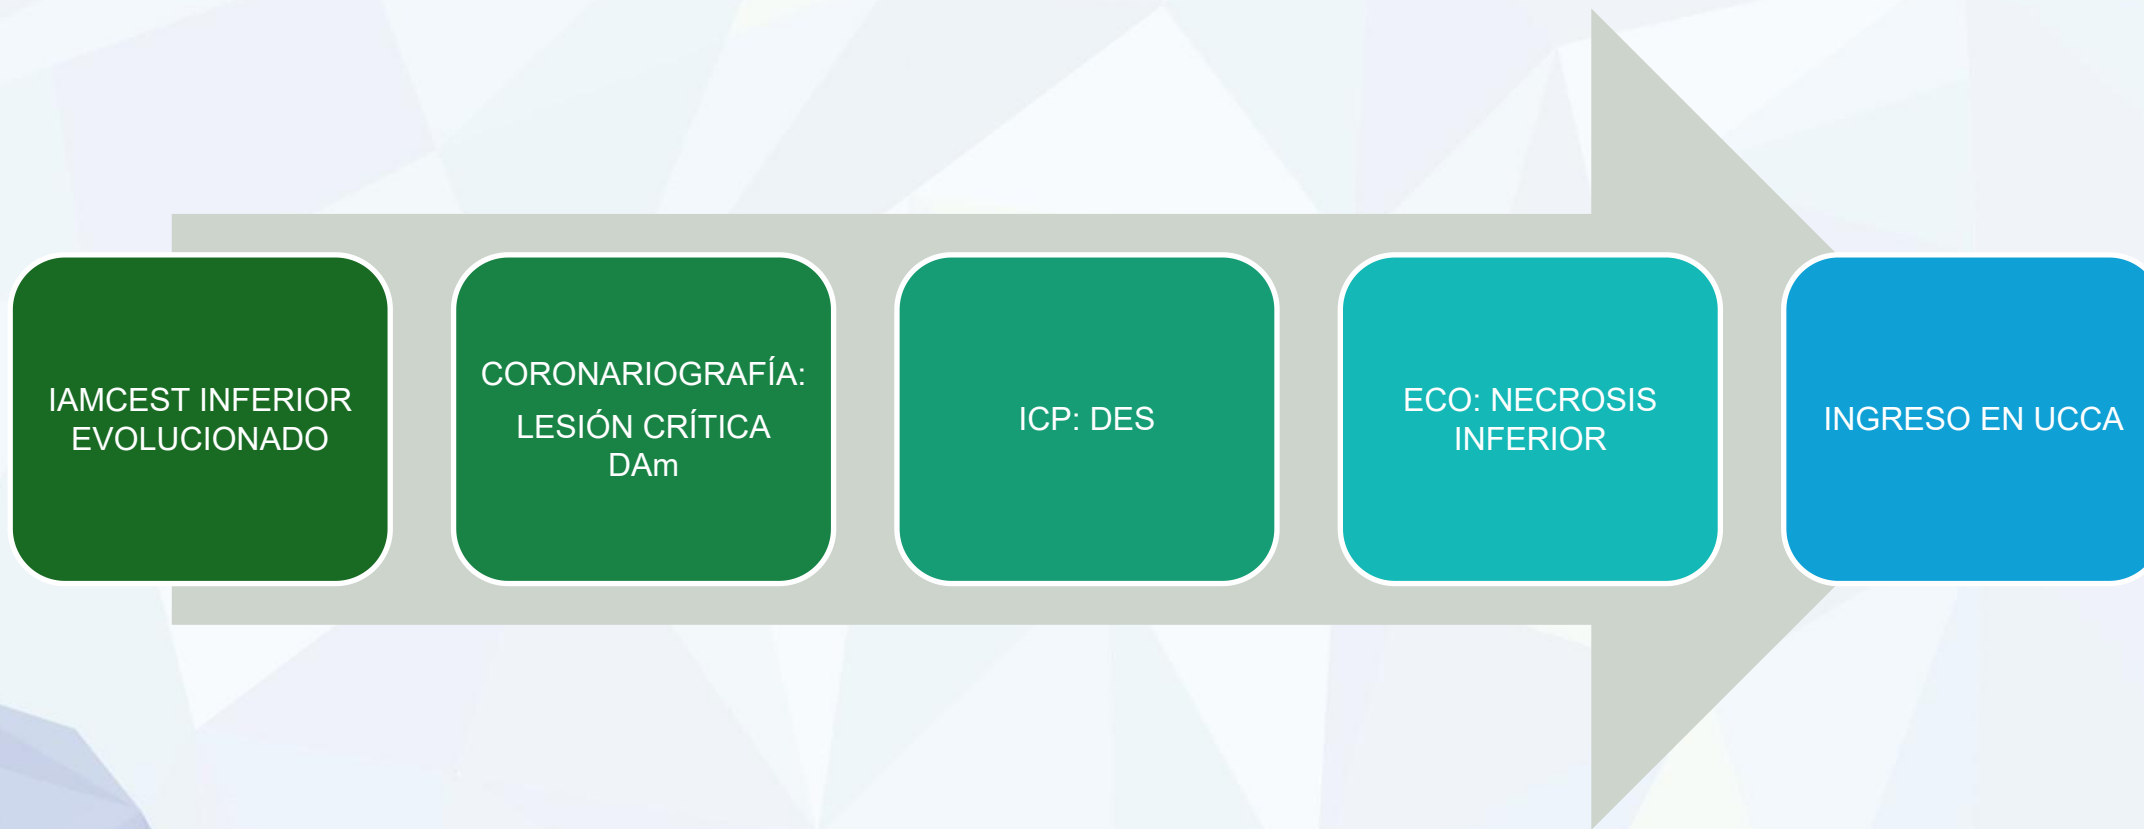 IAMCEST INFERIOR
EVOLUCIONADO
CORONARIOGRAFÍA:
LESIÓN CRÍTICA
DAm
ICP: DES
ECO: NECROSIS
INFERIOR
INGRESO EN UCCA